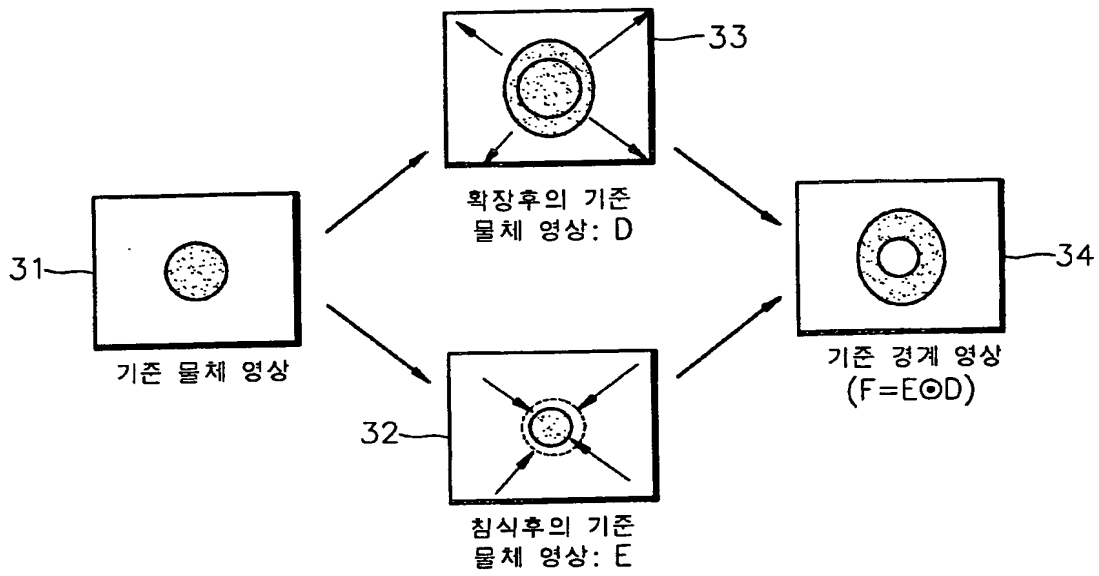 33
확장후의 기준
물체 영상: D
31
기준 물체 영상
34
기준 경계 영상
(F=E⊙D)
32
침식후의 기준
물체 영상: E